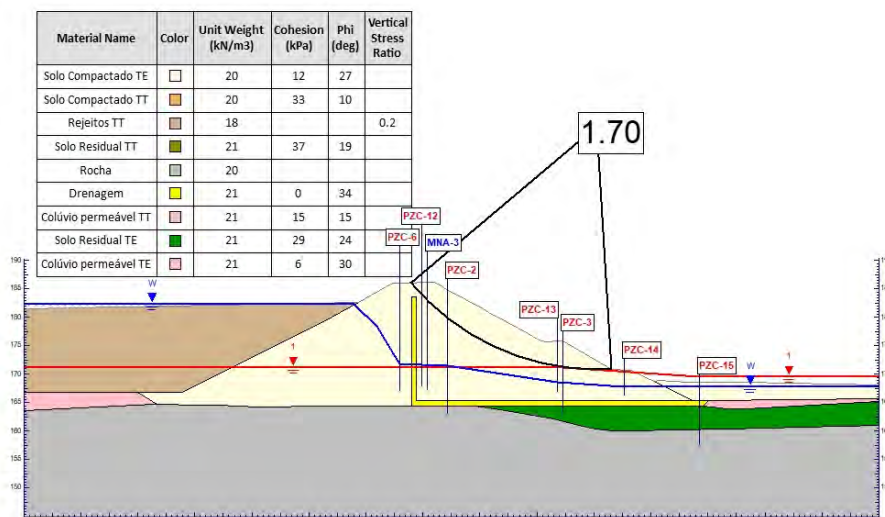 Material Name Color Unit Weight (kN/m3) Cohesion (kPa) Phi (deg) Vertical Stress Ratio
Solo Compactado TE 20 12 27
Solo Compactado TT 20 33 10
Rejeitos TT 18 0.2
Solo Residual TT 21 37 19
Rocha 20
Drenagem 21 0 34
Colúvio permeável TT 21 15 15
Solo Residual TE 21 29 24
Colúvio permeável TE 21 6 30
1.70
PZC-12
PZC-6
MNA-3
PZC-2
PZC-13
PZC-3
PZC-14
PZC-15
W
1
1
W
190
185
180
175
170
165
160
155
150